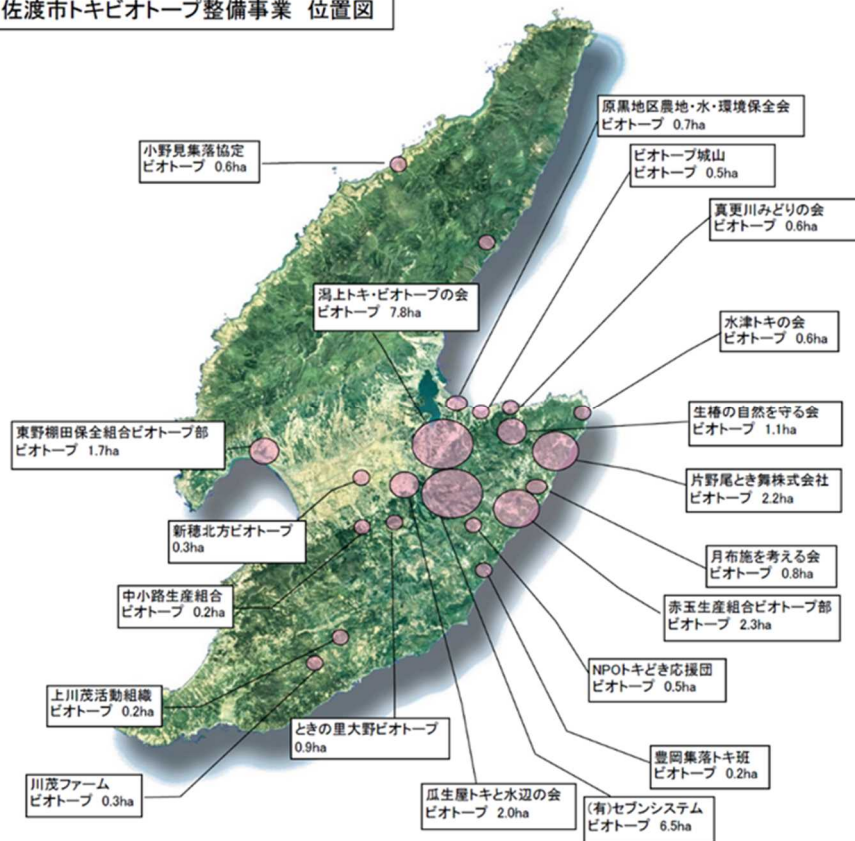 佐渡市トキビオトープ整備事業 位置図
原黒地区農地・水・環境保全会
ビオトープ 0.7ha
小野見集落協定
ビオトープ 0.6ha
ビオトープ城山
ビオトープ 0.5ha
真更川みどりの会
ビオトープ 0.6ha
潟上トキ・ビオトープの会
ビオトープ 7.8ha
水津トキの会
ビオトープ 0.6ha
生椿の自然を守る会
ビオトープ 1.1ha
東野棚田保全組合ビオトープ部
ビオトープ 1.7ha
片野尾とき舞株式会社
ビオトープ 2.2ha
新穂北方ビオトープ
0.3ha
月布施を考える会
ビオトープ 0.8ha
中小路生産組合
ビオトープ 0.2ha
赤玉生産組合ビオトープ部
ビオトープ 2.3ha
NPOトキどき応援団
ビオトープ 0.5ha
上川茂活動組織
ビオトープ 0.2ha
ときの里大野ビオトープ
0.9ha
豊岡集落トキ班
ビオトープ 0.2ha
川茂ファーム
ビオトープ 0.3ha
瓜生屋トキと水辺の会
ビオトープ 2.0ha
(有)セブンシステム
ビオトープ 6.5ha